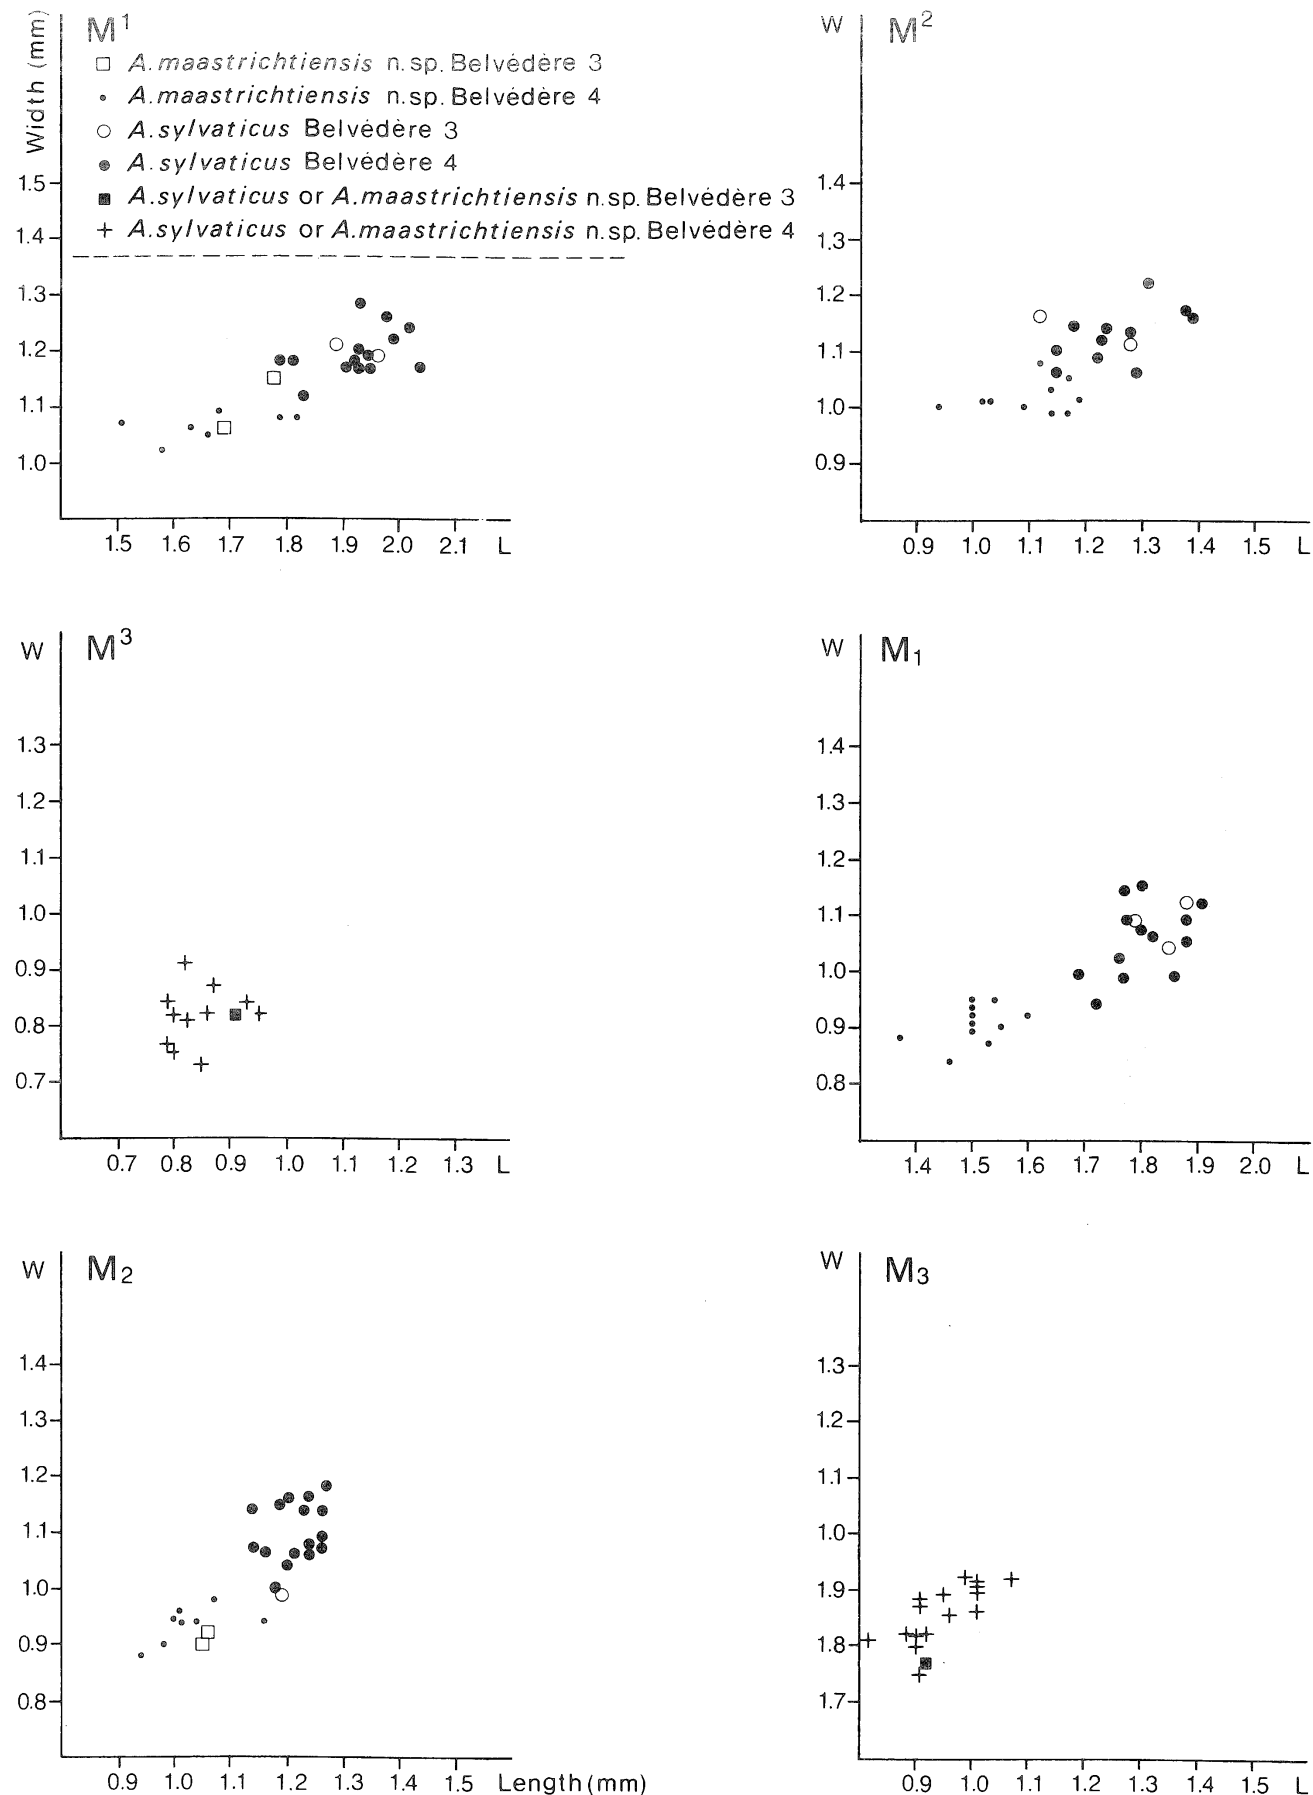 Width (mm)
M¹
A. maastrichtiensis n.sp. Belvédère 3
A. maastrichtiensis n.sp. Belvédère 4
A. sylvaticus Belvédère 3
A. sylvaticus Belvédère 4
A. sylvaticus or A. maastrichtiensis n.sp. Belvédère 3
A. sylvaticus or A. maastrichtiensis n.sp. Belvédère 4
1.5
1.4
1.3
1.2
1.1
1.0
1.5 1.6 1.7 1.8 1.9 2.0 2.1 L
W
M²
1.4
1.3
1.2
1.1
1.0
0.9
0.9 1.0 1.1 1.2 1.3 1.4 1.5 L
W
M³
1.3
1.2
1.1
1.0
0.9
0.8
0.7
0.7 0.8 0.9 1.0 1.1 1.2 1.3 L
W
M₁
1.4
1.3
1.2
1.1
1.0
0.9
0.8
1.4 1.5 1.6 1.7 1.8 1.9 2.0 L
W
M₂
1.4
1.3
1.2
1.1
1.0
0.9
0.8
0.9 1.0 1.1 1.2 1.3 1.4 1.5 Length (mm)
W
M₃
1.3
1.2
1.1
1.0
1.9
1.8
1.7
0.9 1.0 1.1 1.2 1.3 1.4 1.5 L